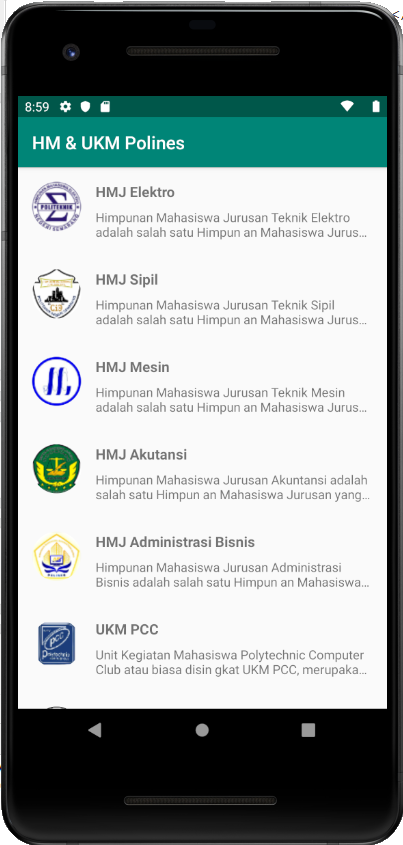 8:59
HM & UKM Polines
POLITEKNIK
HMJ Elektro
Himpunan Mahasiswa Jurusan Teknik Elektro
adalah salah satu Himpun an Mahasiswa Jurus...
HMJ Sipil
Himpunan Mahasiswa Jurusan Teknik Sipil
adalah salah satu Himpun an Mahasiswa Jurus...
HMJ Mesin
Himpunan Mahasiswa Jurusan Teknik Mesin
adalah salah satu Himpun an Mahasiswa Jurus...
HMJ Akutansi
Himpunan Mahasiswa Jurusan Akuntansi adalah
salah satu Himpun an Mahasiswa Jurusan yang...
HMJ Administrasi Bisnis
Himpunan Mahasiswa Jurusan Administrasi
Bisnis adalah salah satu Himpun an Mahasiswa...
pcc
UKM PCC
Unit Kegiatan Mahasiswa Polytechnic Computer
Club atau biasa disin gkat UKM PCC, merupaka...